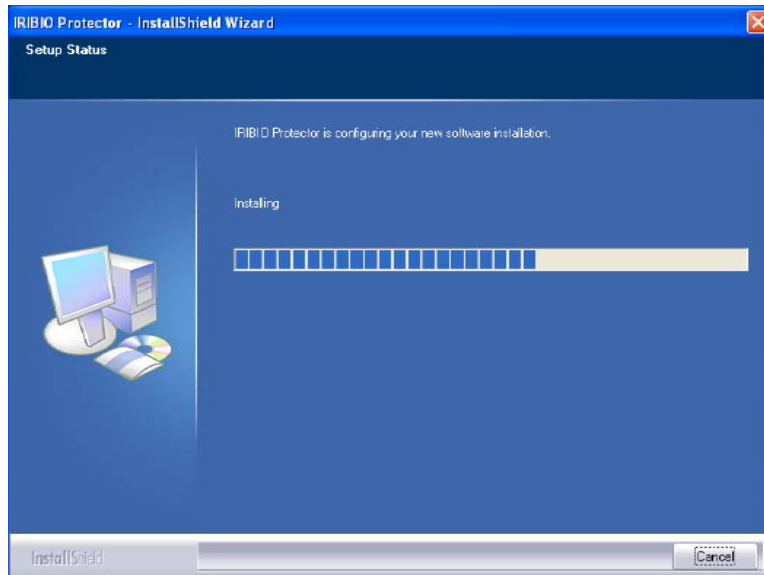 IRIBIO Protector - InstallShield Wizard
Setup Status
IRIBIO Protector is configuring your new software installation.
Installing
InstallShield
Cancel